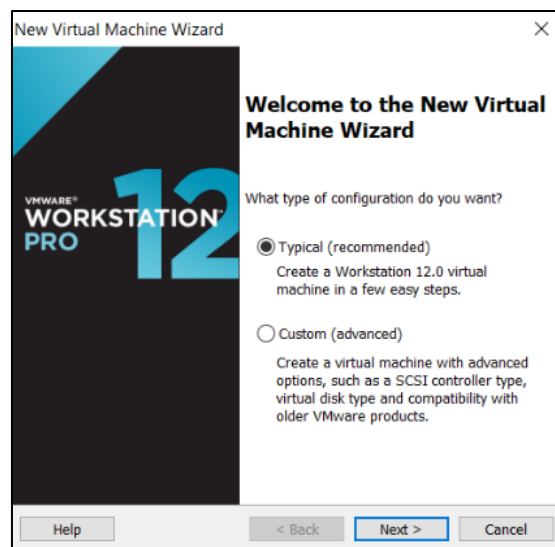 New Virtual Machine Wizard
VMWARE®
WORKSTATION™
PRO
12
Welcome to the New Virtual
Machine Wizard
What type of configuration do you want?
Typical (recommended)
Create a Workstation 12.0 virtual
machine in a few easy steps.
Custom (advanced)
Create a virtual machine with advanced
options, such as a SCSI controller type,
virtual disk type and compatibility with
older VMware products.
Help
< Back
Next >
Cancel